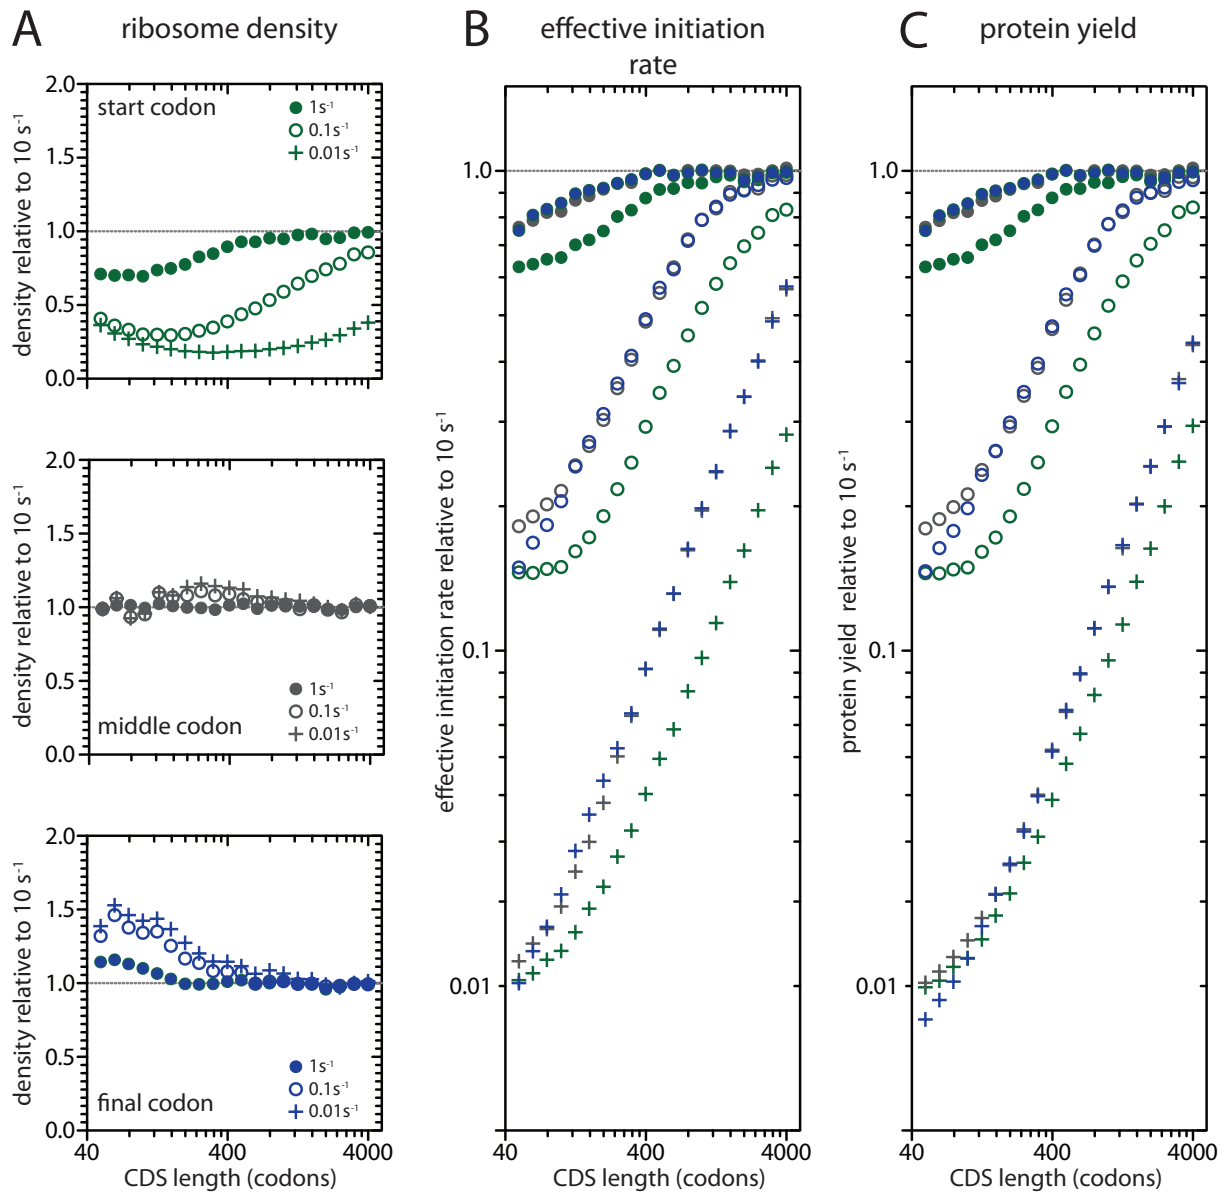 A
ribosome density
B
effective initiation
rate
C
protein yield
density relative to 10 s⁻¹
2.0
1.5
1.0
0.5
0.0
start codon
1s⁻¹
0.1s⁻¹
0.01s⁻¹
density relative to 10 s⁻¹
2.0
1.5
1.0
0.5
0.0
middle codon
1s⁻¹
0.1s⁻¹
0.01s⁻¹
density relative to 10 s⁻¹
2.0
1.5
1.0
0.5
0.0
final codon
1s⁻¹
0.1s⁻¹
0.01s⁻¹
40
400
4000
CDS length (codons)
effective initiation rate relative to 10 s⁻¹
1.0
0.1
0.01
40
400
4000
CDS length (codons)
protein yield relative to 10 s⁻¹
1.0
0.1
0.01
40
400
4000
CDS length (codons)